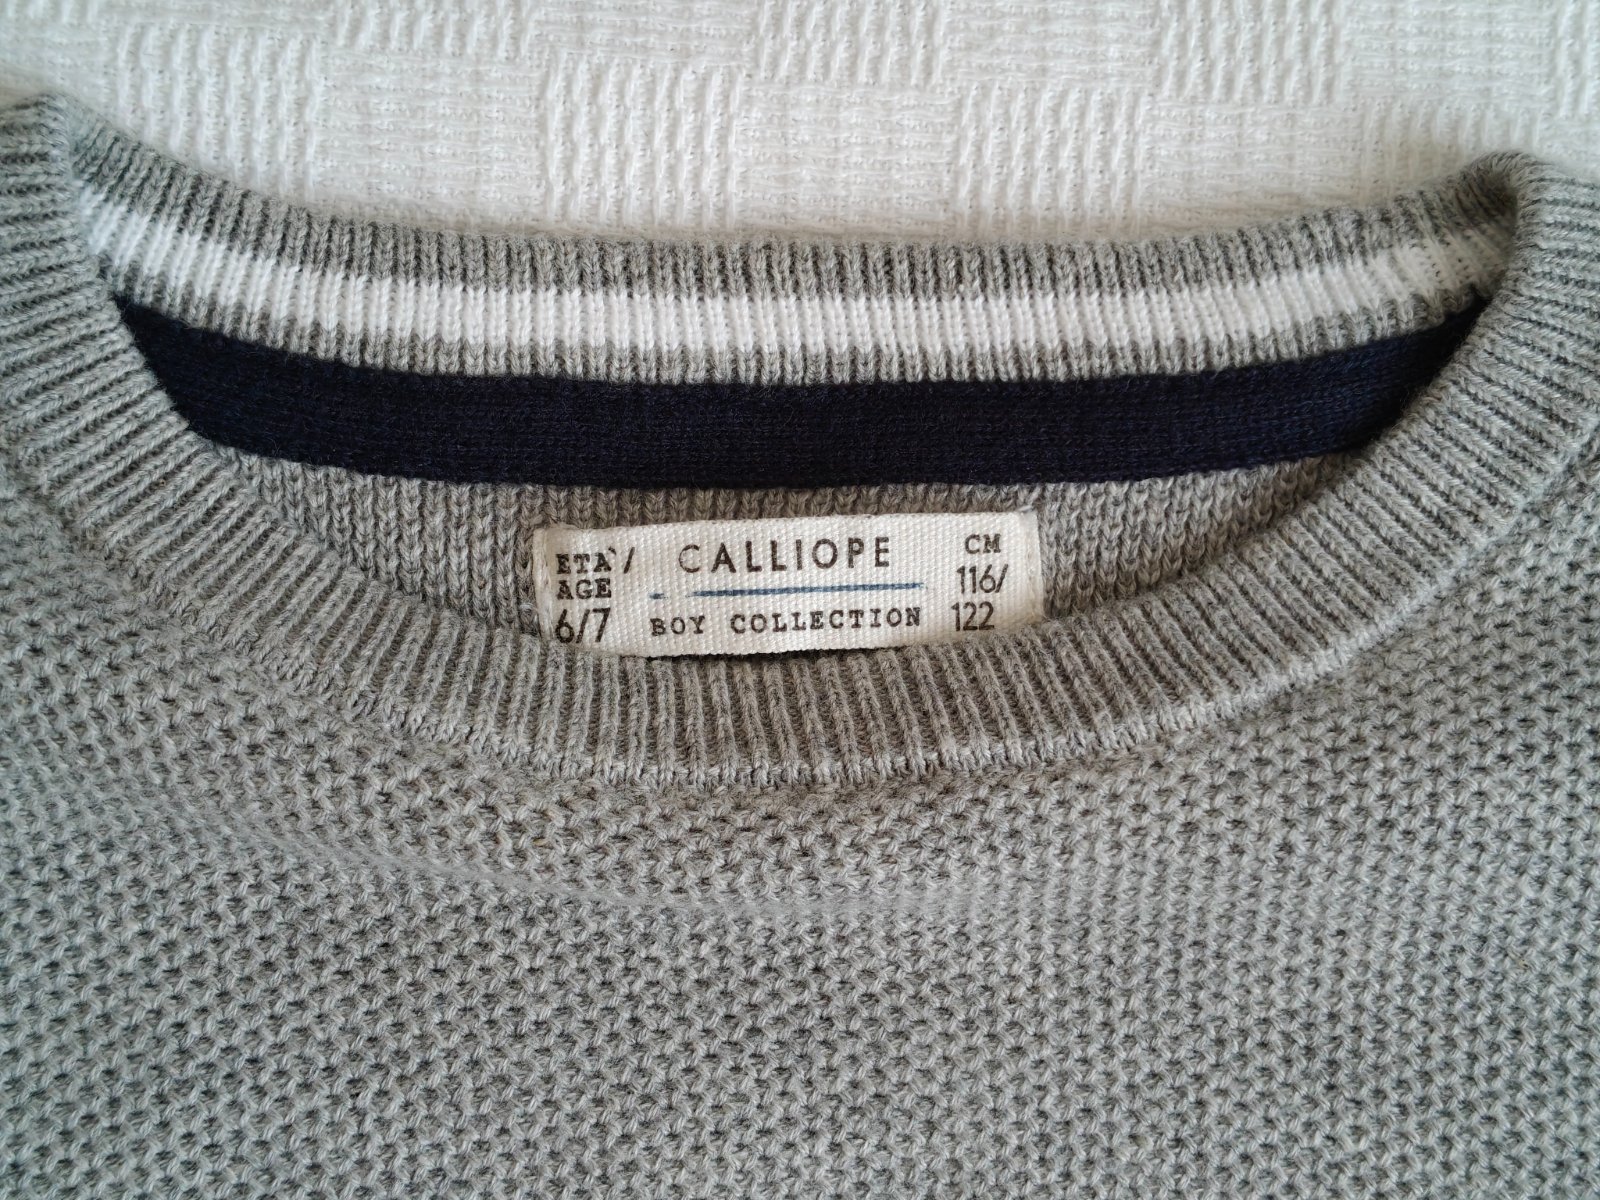 ETA'/
AGE
6/7
CALLIOPE
BOY COLLECTION
CM
116/
122